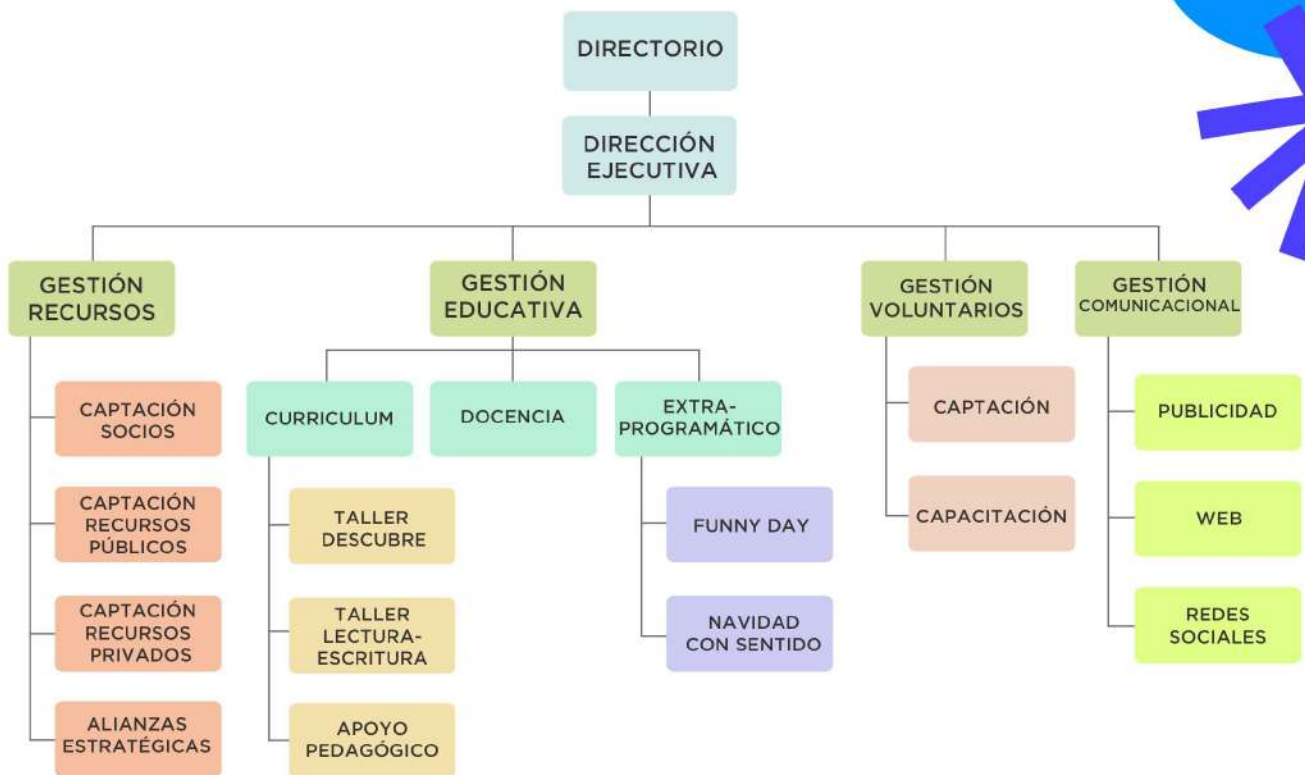 DIRECTORIO
DIRECCIÓN
EJECUTIVA
GESTIÓN
RECURSOS
GESTIÓN
EDUCATIVA
GESTIÓN
VOLUNTARIOS
GESTIÓN
COMUNICACIONAL
CAPTACIÓN
SOCIOS
CAPTACIÓN
RECURSOS
PÚBLICOS
CAPTACIÓN
RECURSOS
PRIVADOS
ALIANZAS
ESTRATÉGICAS
CURRICULUM
DOCENCIA
EXTRA-
PROGRAMÁTICO
TALLER
DESCUBRE
TALLER
LECTURA-
ESCRITURA
APOYO
PEDAGÓGICO
FUNNY DAY
NAVIDAD
CON SENTIDO
CAPTACIÓN
CAPACITACIÓN
PUBLICIDAD
WEB
REDES
SOCIALES